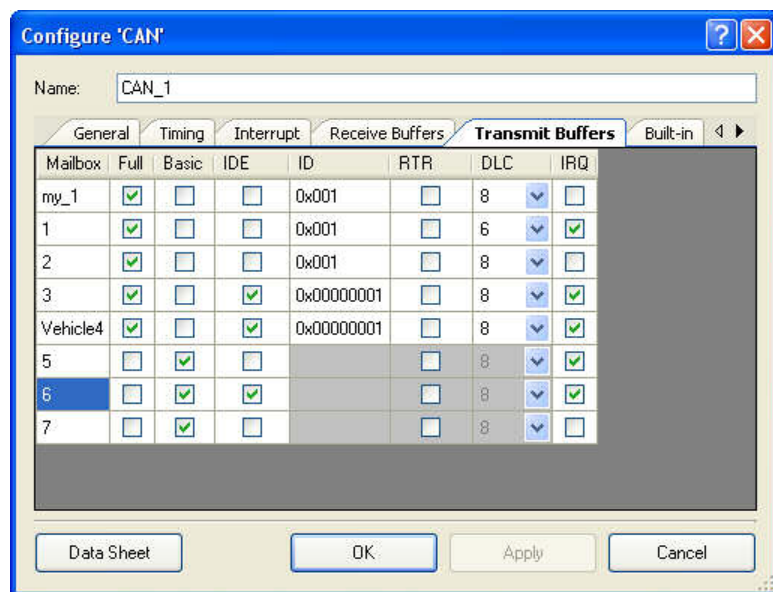 Configure 'CAN'
Name: CAN_1
General Timing Interrupt Receive Buffers Transmit Buffers Built-in
Mailbox Full Basic IDE ID RTR DLC IRQ
my_1 0x001 8
1 0x001 6
2 0x001 8
3 0x00000001 8
Vehicle4 0x00000001 8
5 8
6 8
7 8
Data Sheet OK Apply Cancel